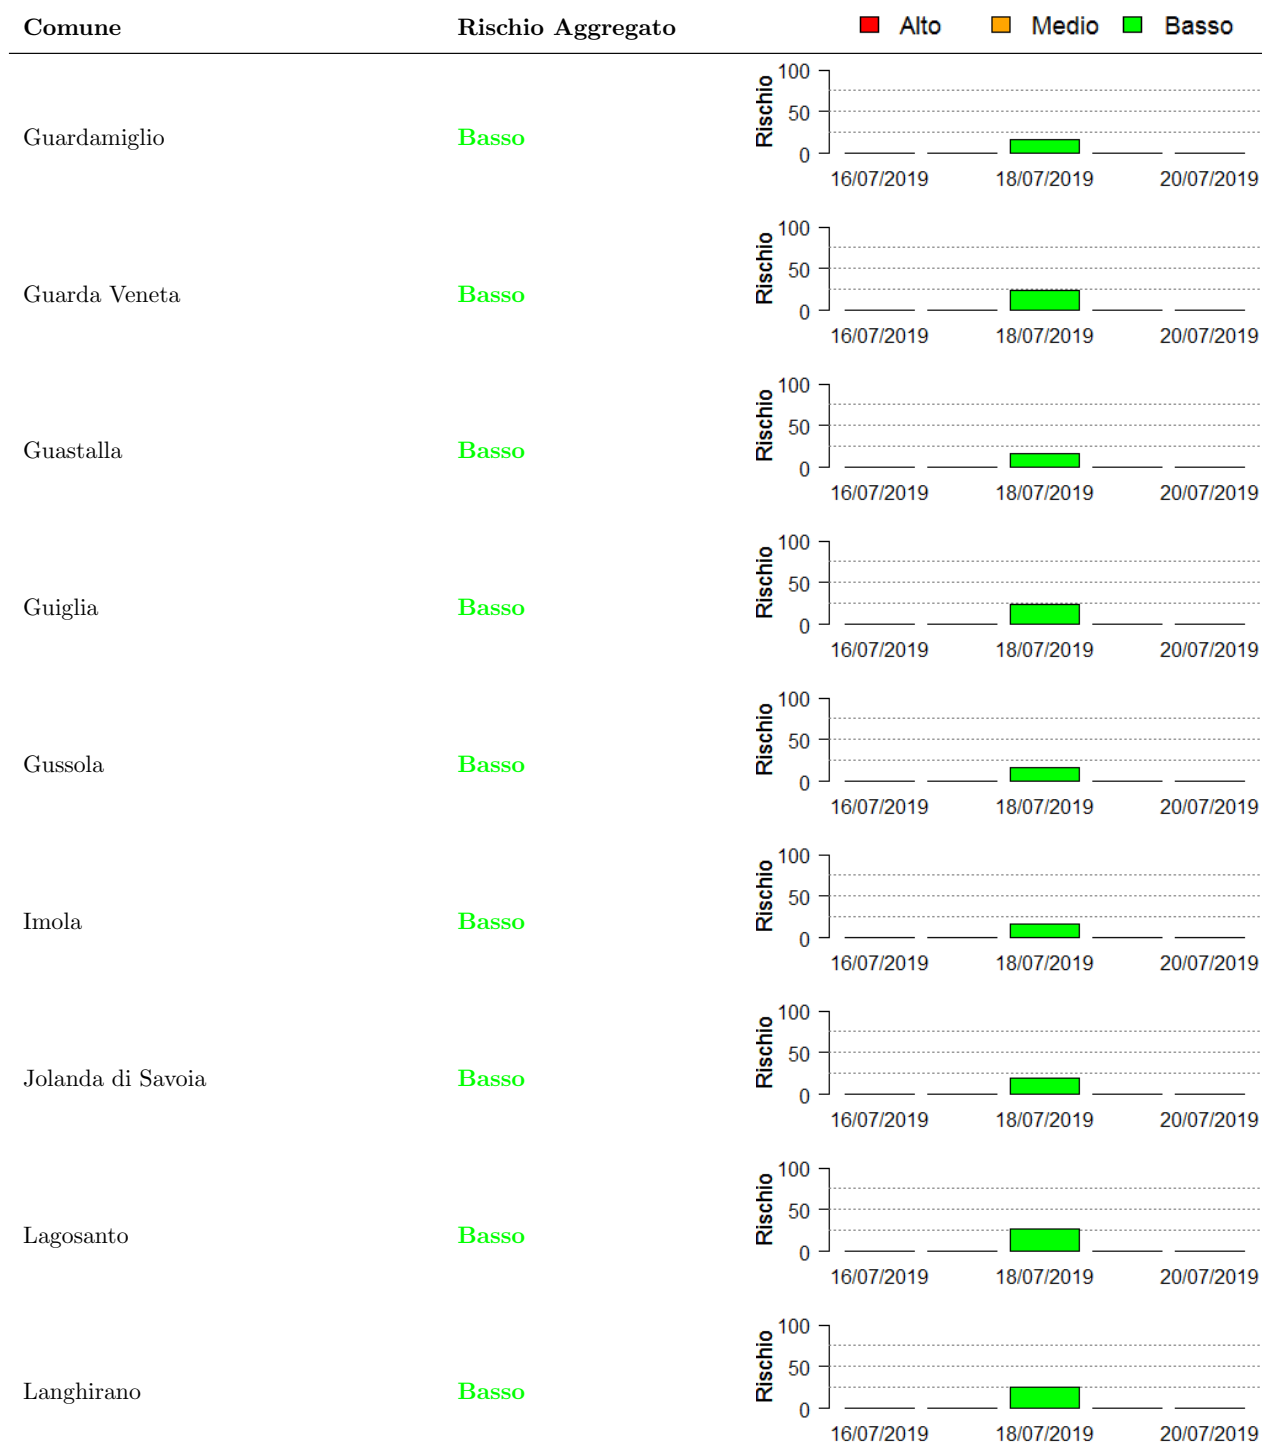 Comune Rischio Aggregato Alto Medio Basso
100
50
0
Rischio
Guardamiglio Basso
16/07/2019 18/07/2019 20/07/2019
100
50
0
Rischio
Guarda Veneta Basso
16/07/2019 18/07/2019 20/07/2019
100
50
0
Rischio
Guastalla Basso
16/07/2019 18/07/2019 20/07/2019
100
50
0
Rischio
Guiglia Basso
16/07/2019 18/07/2019 20/07/2019
100
50
0
Rischio
Gussola Basso
16/07/2019 18/07/2019 20/07/2019
100
50
0
Rischio
Imola Basso
16/07/2019 18/07/2019 20/07/2019
100
50
0
Rischio
Jolanda di Savoia Basso
16/07/2019 18/07/2019 20/07/2019
100
50
0
Rischio
Lagosanto Basso
16/07/2019 18/07/2019 20/07/2019
100
50
0
Rischio
Langhirano Basso
16/07/2019 18/07/2019 20/07/2019